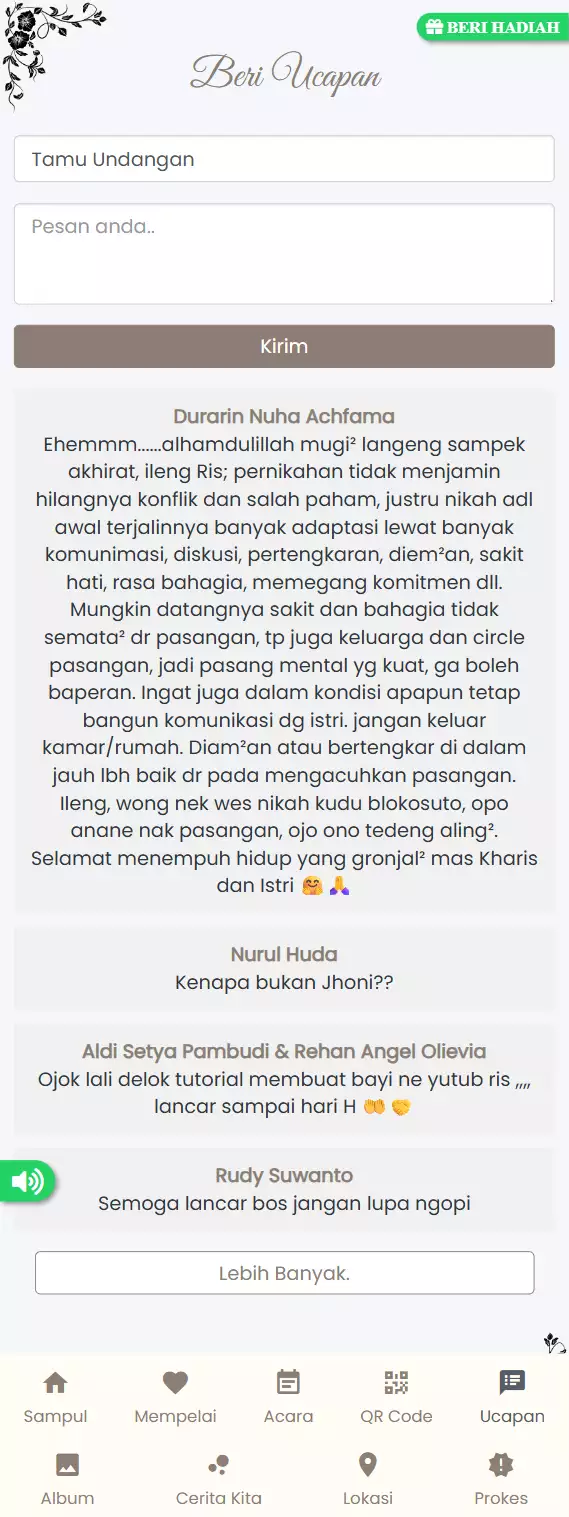 BERI HADIAH
Beri Ucapan
Tamu Undangan
Pesan anda..
Kirim
Durarin Nuha Achfama
Ehemmm......alhamdulillah mugi² langeng sampek
akhirat, ileng Ris; pernikahan tidak menjamin
hilangnya konflik dan salah paham, justru nikah adl
awal terjalinnya banyak adaptasi lewat banyak
komunimasi, diskusi, pertengkaran, diem²an, sakit
hati, rasa bahagia, memegang komitmen dll.
Mungkin datangnya sakit dan bahagia tidak
semata² dr pasangan, tp juga keluarga dan circle
pasangan, jadi pasang mental yg kuat, ga boleh
baperan. Ingat juga dalam kondisi apapun tetap
bangun komunikasi dg istri. jangan keluar
kamar/rumah. Diam²an atau bertengkar di dalam
jauh lbh baik dr pada mengacuhkan pasangan.
Ileng, wong nek wes nikah kudu blokosuto, opo
anane nak pasangan, ojo ono tedeng aling².
Selamat menempuh hidup yang gronjal² mas Kharis
dan Istri 🤗 🙏
Nurul Huda
Kenapa bukan Jhoni??
Aldi Setya Pambudi & Rehan Angel Olievia
Ojok lali delok tutorial membuat bayi ne yutub ris ,,,,
lancar sampai hari H 🤲 🤝
Rudy Suwanto
Semoga lancar bos jangan lupa ngopi
Lebih Banyak.
Sampul Mempelai Acara QR Code Ucapan
Album Cerita Kita Lokasi Prokes